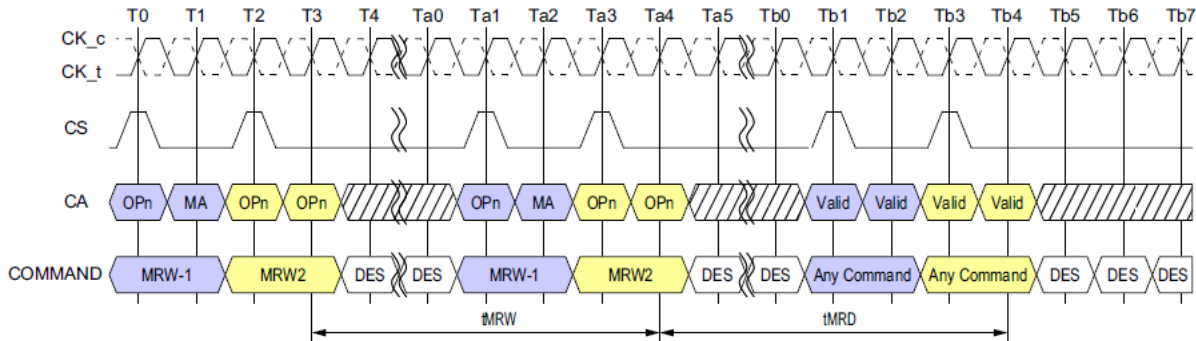 T0 T1 T2 T3 T4 Ta0 Ta1 Ta2 Ta3 Ta4 Ta5 Tb0 Tb1 Tb2 Tb3 Tb4 Tb5 Tb6 Tb7
CK_c
CK_t
CS
CA OPn MA OPn OPn OPn MA OPn OPn Valid Valid Valid Valid
COMMAND MRW-1 MRW2 DES DES MRW-1 MRW2 DES DES Any Command Any Command DES DES DES
tMRW tMRD